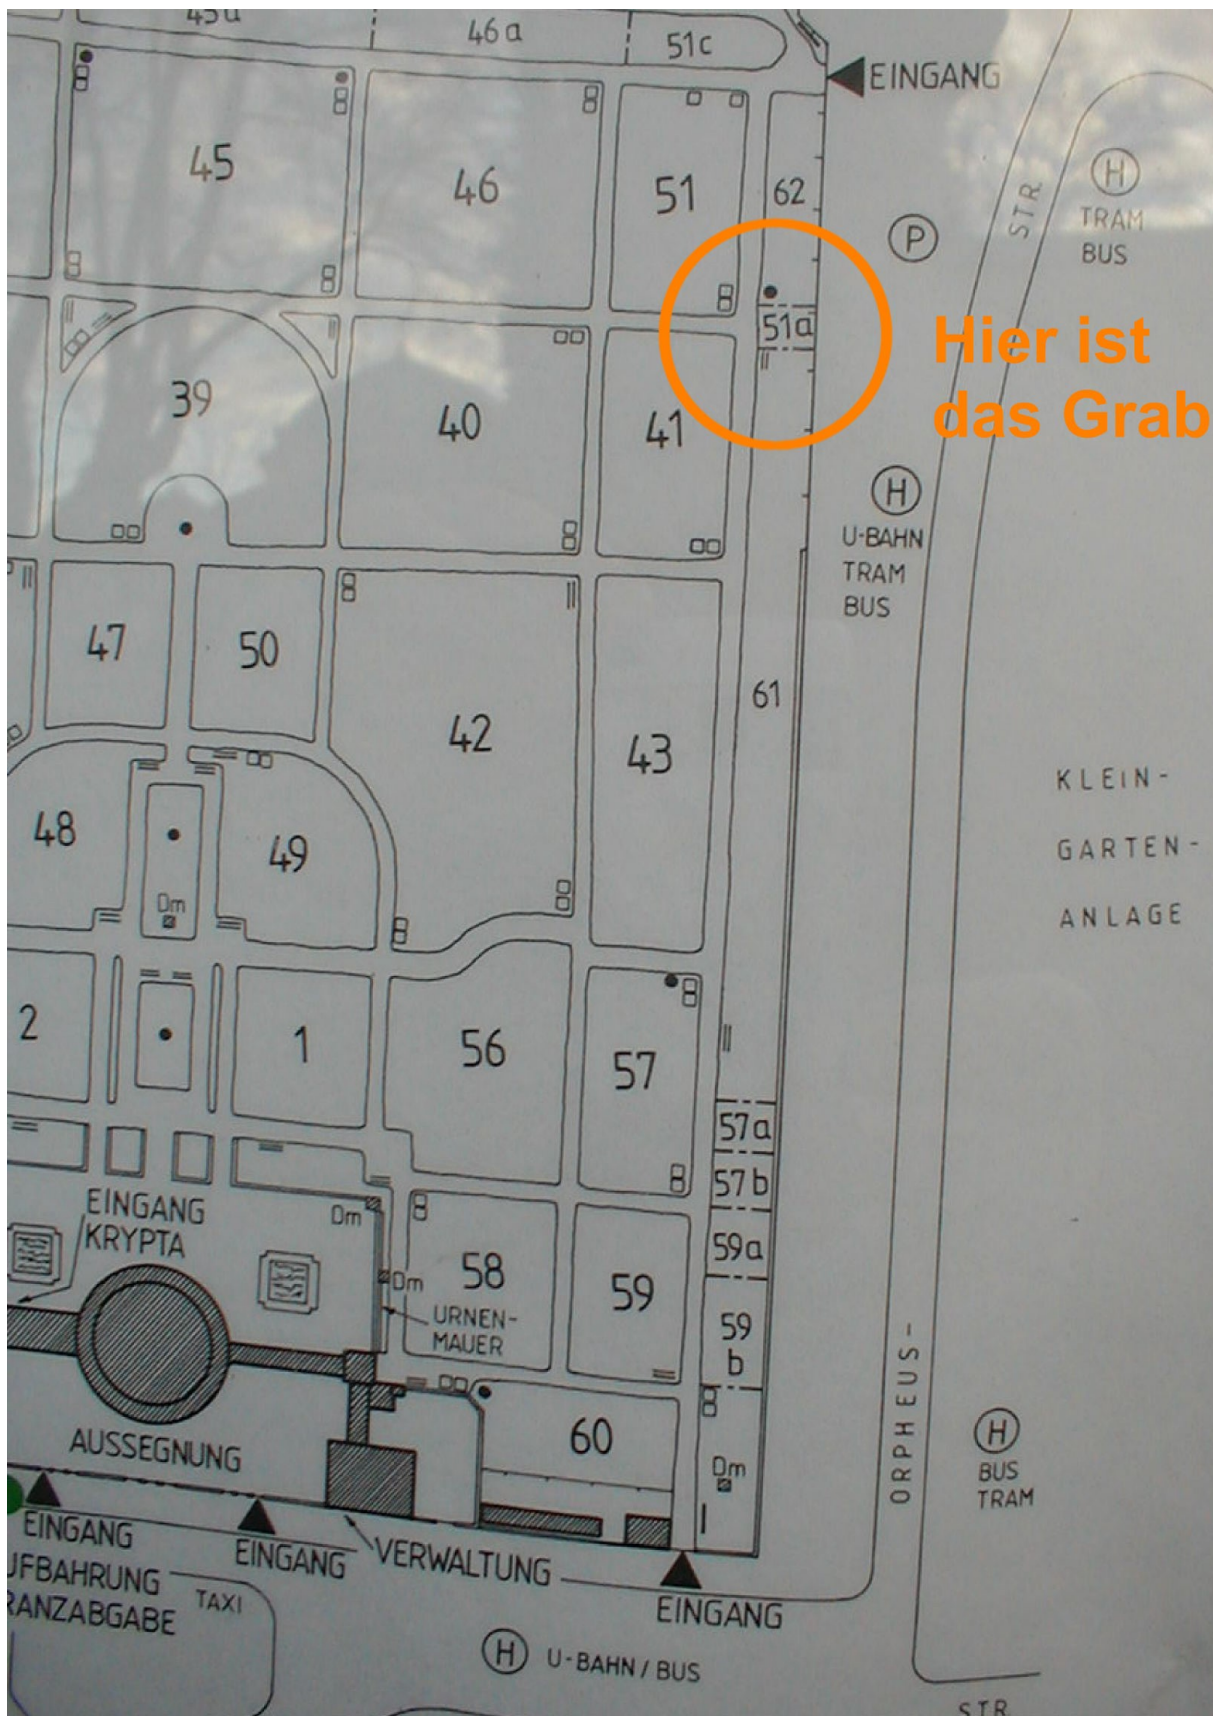 45a
46a
51c
EINGANG
45
46
51
62
H
TRAM
BUS
STR.
P
51a
Hier ist
das Grab
39
40
41
H
U-BAHN
TRAM
BUS
47
50
42
43
61
KLEIN-
GARTEN-
ANLAGE
48
49
Dm
2
1
56
57
57a
57b
EINGANG
KRYPTA
Dm
Dm
58
59
59a
URNEN-
MAUER
59
b
ORPHEUS-
AUSSEGNUNG
60
Dm
H
BUS
TRAM
EINGANG
EINGANG
VERWALTUNG
UFBAHRUNG
RANZABGABE
TAXI
EINGANG
H
U-BAHN / BUS
STR.